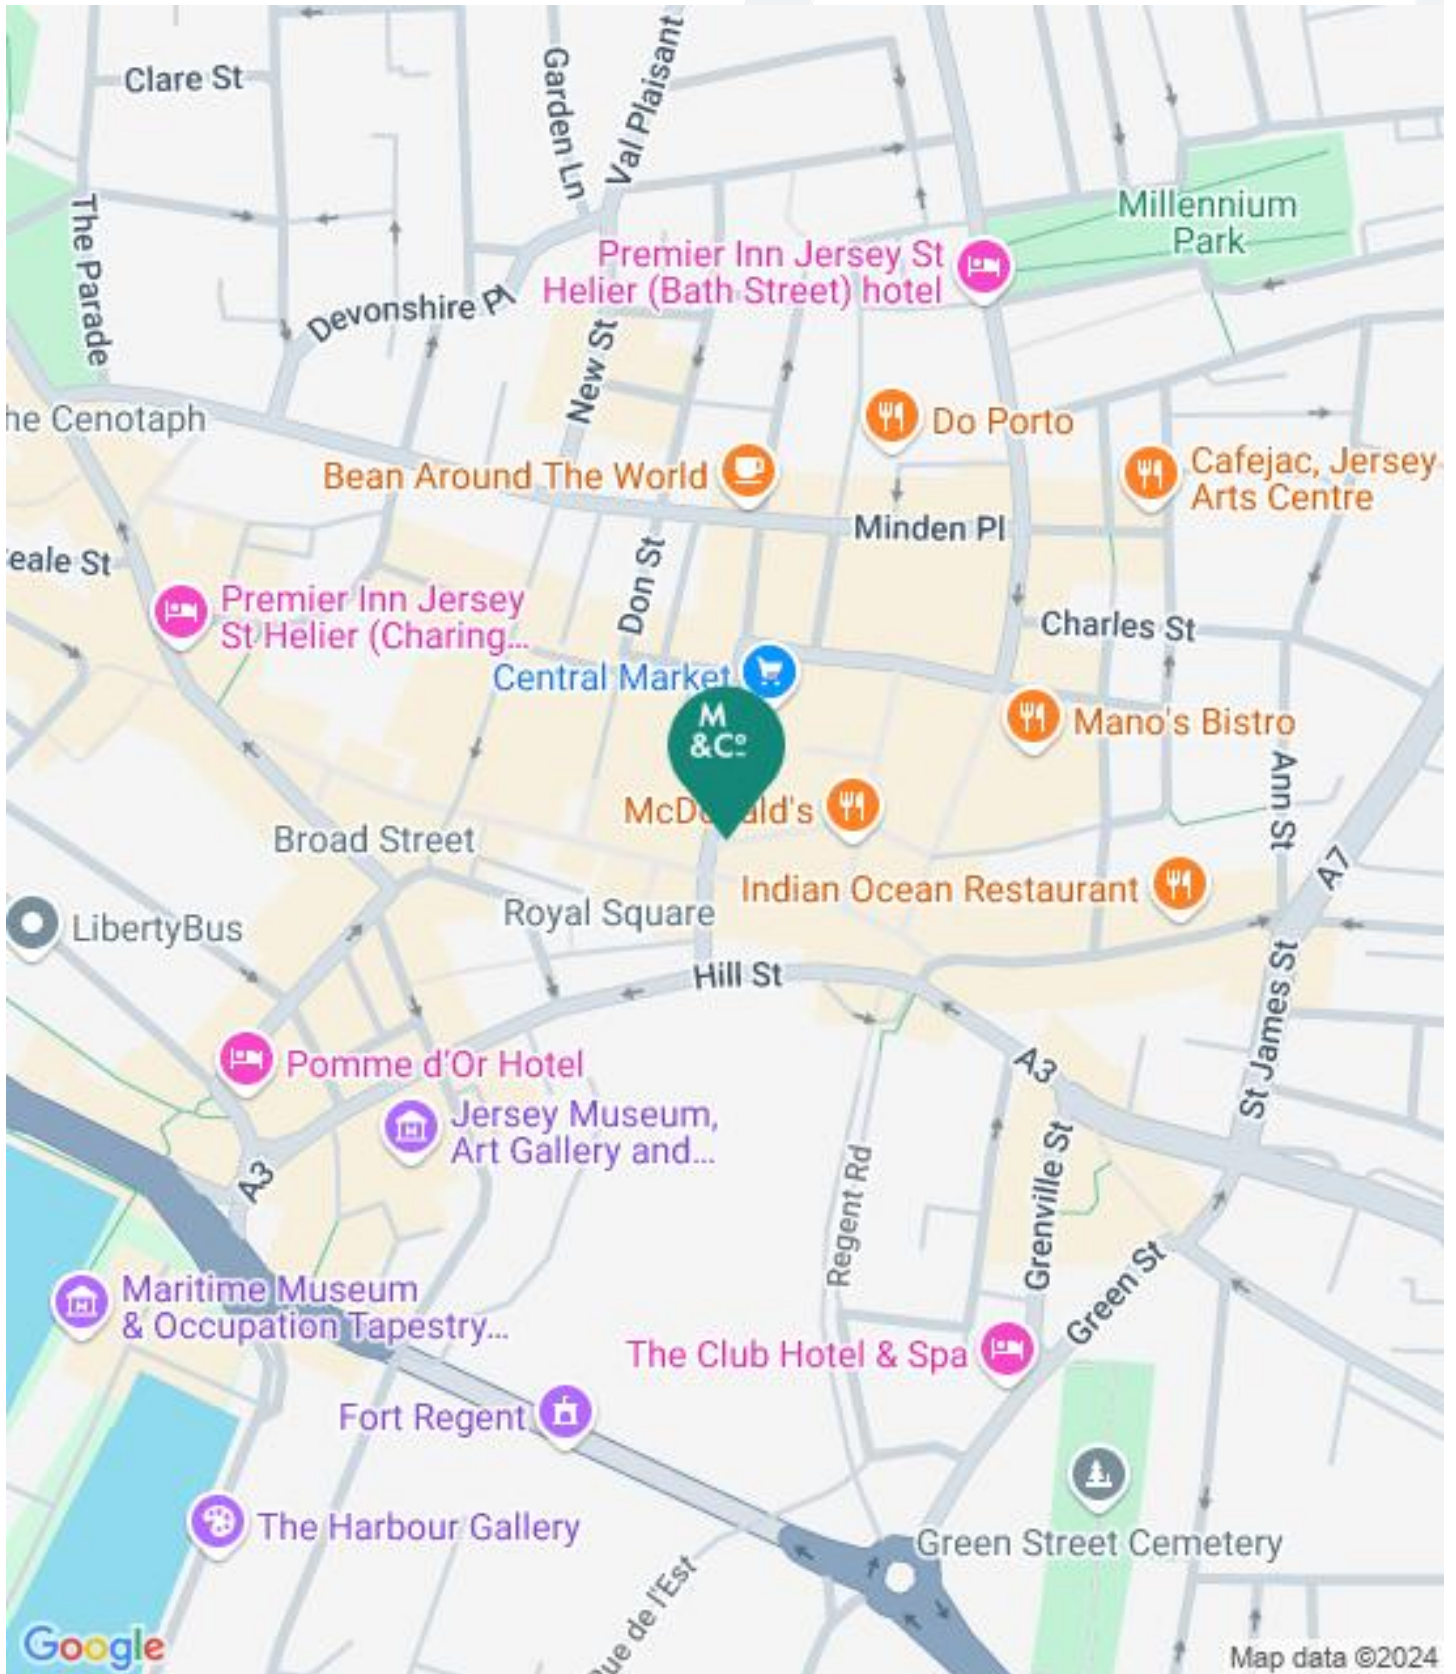 Clare St
Garden Ln
Val Plaisant
The Parade
Millennium
Park
Premier Inn Jersey St
Helier (Bath Street) hotel
Devonshire Pl
New St
he Cenotaph
Do Porto
Bean Around The World
Cafejac, Jersey
Arts Centre
Minden Pl
eale St
Don St
Premier Inn Jersey
St Helier (Charing...
Charles St
Central Market
M
&Co
Mano's Bistro
Ann St
McD ald's
Broad Street
A7
Indian Ocean Restaurant
Royal Square
LibertyBus
Hill St
St James St
Pomme d'Or Hotel
A3
Jersey Museum,
Art Gallery and...
A3
Regent Rd
Grenville St
Green St
Maritime Museum
& Occupation Tapestry...
The Club Hotel & Spa
Fort Regent
The Harbour Gallery
Green Street Cemetery
Rue de l'Est
Google
Map data ©2024